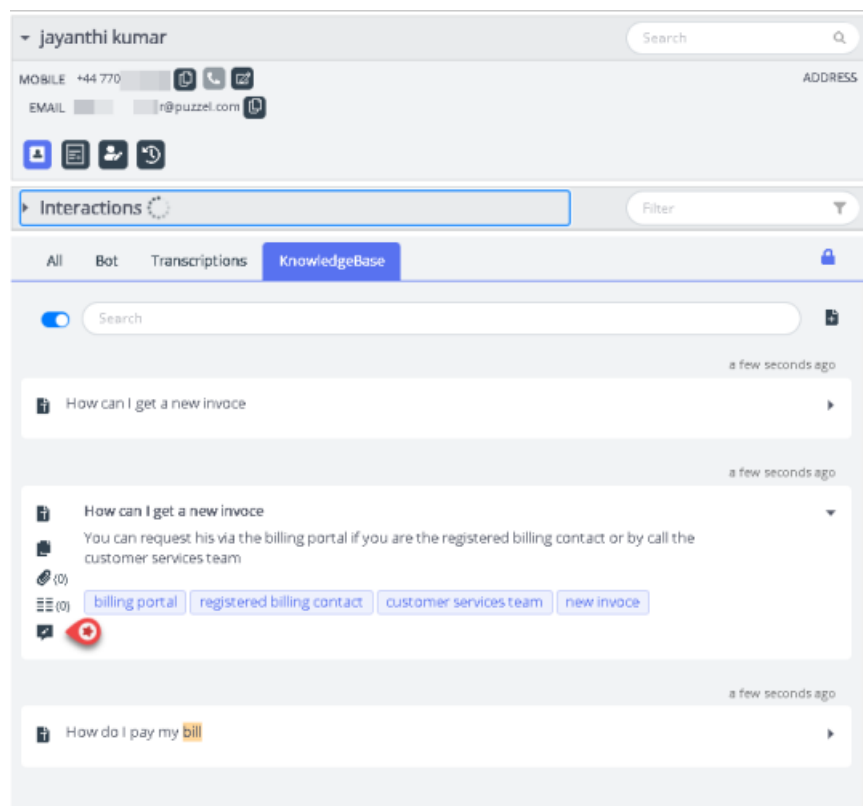 jayanthi kumar
Search
MOBILE +44 770
ADDRESS
EMAIL r@puzzel.com
Interactions
Filter
All Bot Transcriptions KnowledgeBase
Search
a few seconds ago
How can I get a new invoce
a few seconds ago
How can I get a new invoce
You can request his via the billing portal if you are the registered billing contact or by call the
customer services team
(0)
(0) billing portal registered billing contact customer services team new invoce
a few seconds ago
How do I pay my bill